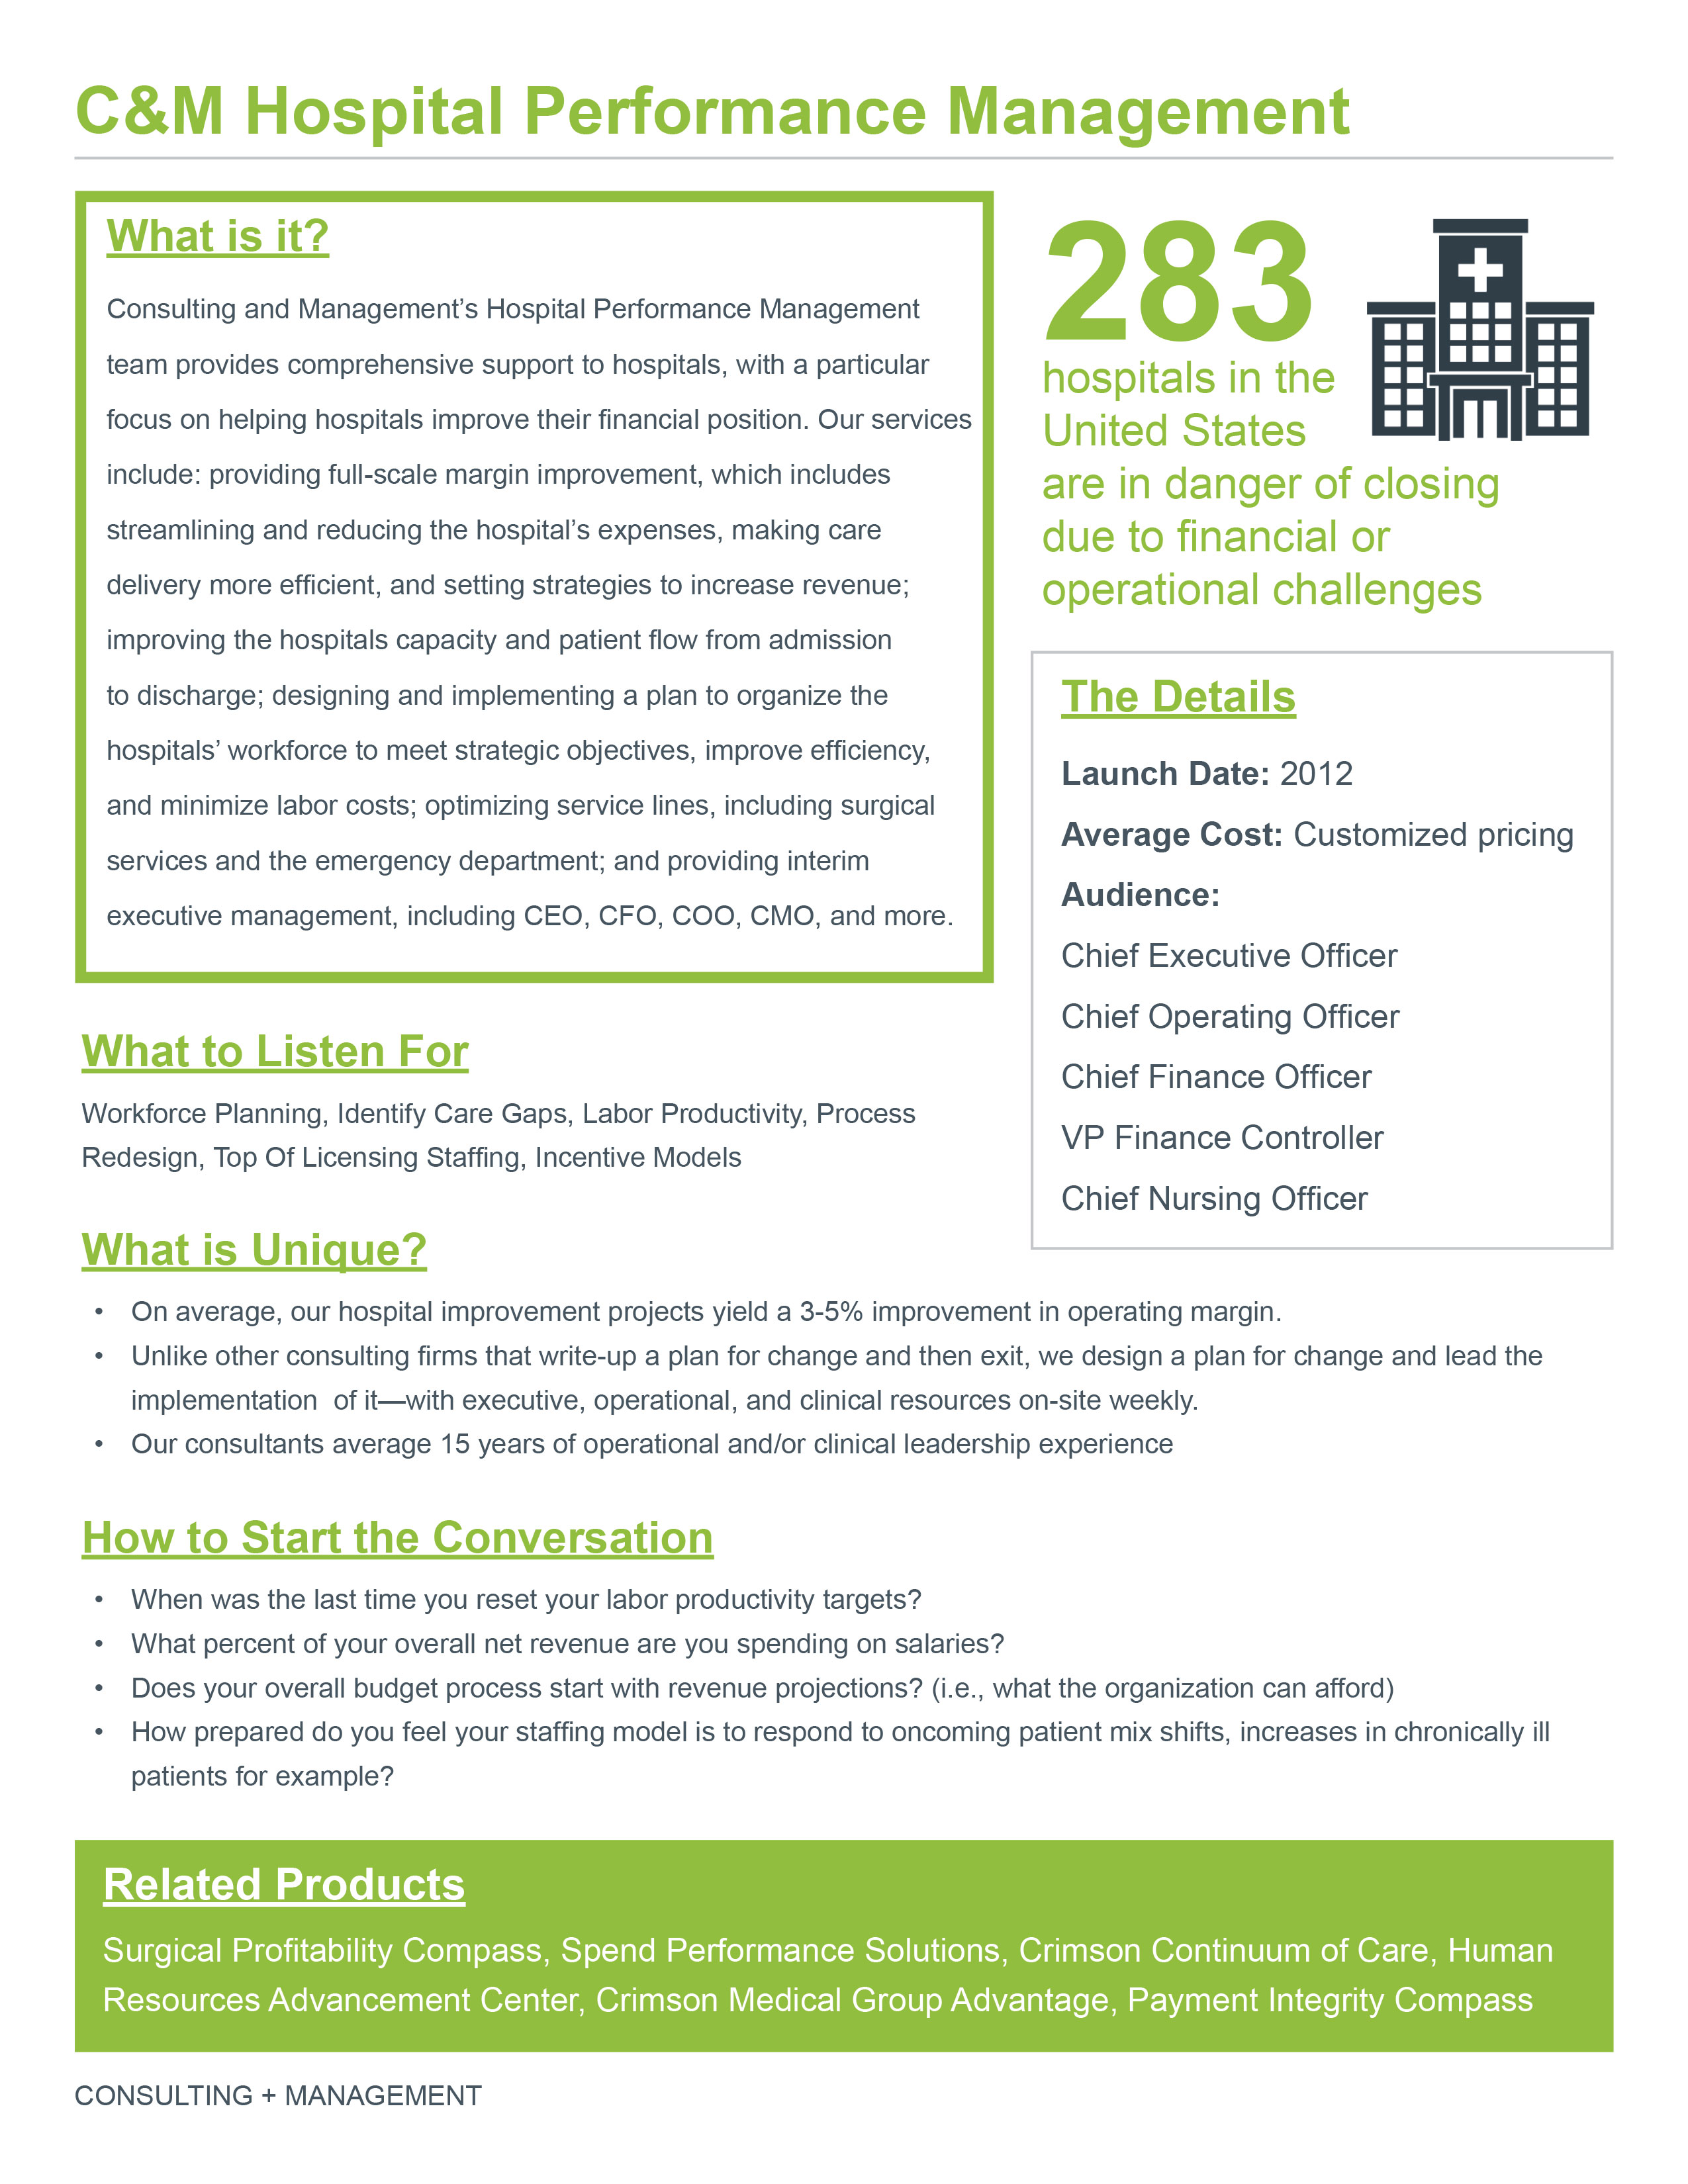 C&M Hospital Performance Management
What is it?
Consulting and Management’s Hospital Performance Management
team provides comprehensive support to hospitals, with a particular
focus on helping hospitals improve their financial position. Our services
include: providing full-scale margin improvement, which includes
streamlining and reducing the hospital’s expenses, making care
delivery more efficient, and setting strategies to increase revenue;
improving the hospitals capacity and patient flow from admission
to discharge; designing and implementing a plan to organize the
hospitals’ workforce to meet strategic objectives, improve efficiency,
and minimize labor costs; optimizing service lines, including surgical
services and the emergency department; and providing interim
executive management, including CEO, CFO, COO, CMO, and more.
283
hospitals in the
United States
are in danger of closing
due to financial or
operational challenges
The Details
Launch Date: 2012
Average Cost: Customized pricing
Audience:
Chief Executive Officer
Chief Operating Officer
Chief Finance Officer
VP Finance Controller
Chief Nursing Officer
What to Listen For
Workforce Planning, Identify Care Gaps, Labor Productivity, Process
Redesign, Top Of Licensing Staffing, Incentive Models
What is Unique?
• On average, our hospital improvement projects yield a 3-5% improvement in operating margin.
• Unlike other consulting firms that write-up a plan for change and then exit, we design a plan for change and lead the
implementation  of it—with executive, operational, and clinical resources on-site weekly.
• Our consultants average 15 years of operational and/or clinical leadership experience
How to Start the Conversation
• When was the last time you reset your labor productivity targets?
• What percent of your overall net revenue are you spending on salaries?
• Does your overall budget process start with revenue projections? (i.e., what the organization can afford)
• How prepared do you feel your staffing model is to respond to oncoming patient mix shifts, increases in chronically ill
patients for example?
Related Products
Surgical Profitability Compass, Spend Performance Solutions, Crimson Continuum of Care, Human
Resources Advancement Center, Crimson Medical Group Advantage, Payment Integrity Compass
CONSULTING + MANAGEMENT